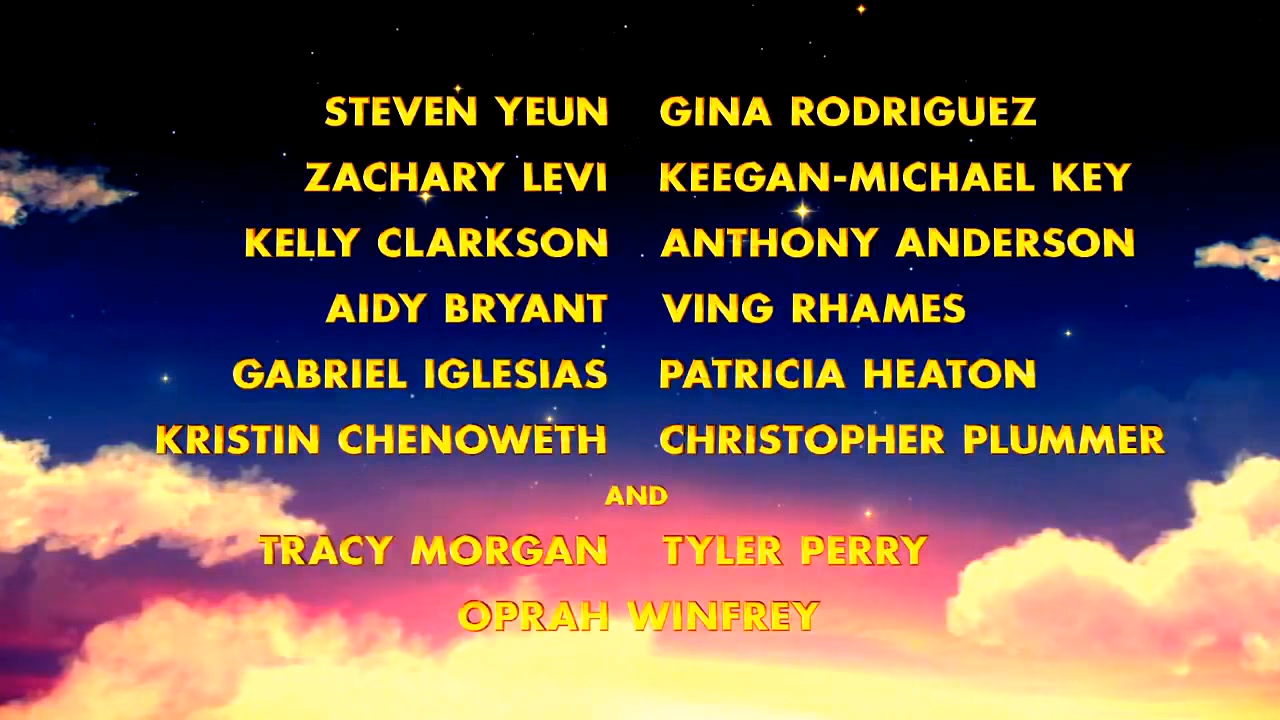 STEVEN YEUN GINA RODRIGUEZ
ZACHARY LEVI KEEGAN-MICHAEL KEY
KELLY CLARKSON ANTHONY ANDERSON
AIDY BRYANT VING RHAMES
GABRIEL IGLESIAS PATRICIA HEATON
KRISTIN CHENOWETH CHRISTOPHER PLUMMER
AND
TRACY MORGAN TYLER PERRY
OPRAH WINFREY